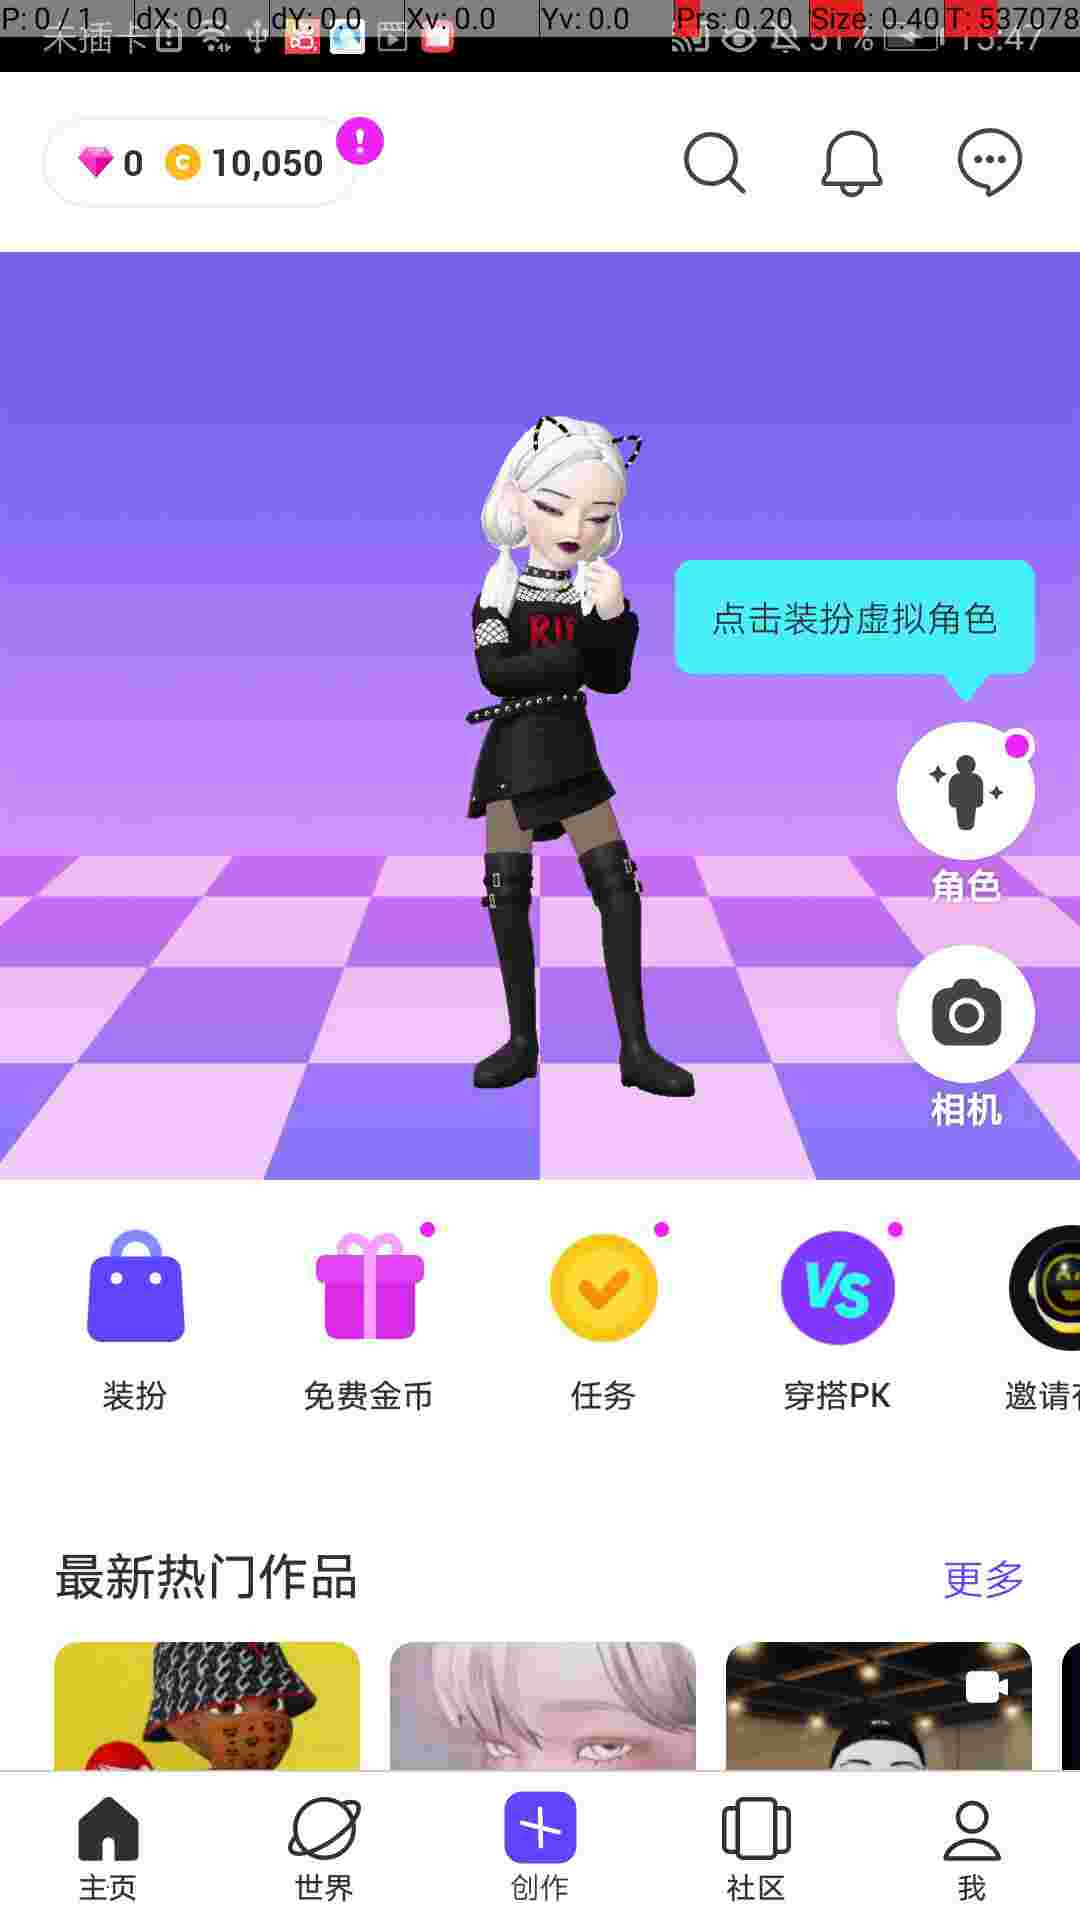 P: 0 / 1 dX: 0.0 dY: 0.0 Xv: 0.0 Yv: 0.0 Prs: 0.20 Size: 0.40 T: 537078
未插卡 51% 15:47
0 10,050
点击装扮虚拟角色
RIP
角色
相机
装扮 免费金币 任务 穿搭PK 邀请
VS
最新热门作品 更多
主页 世界 创作 社区 我